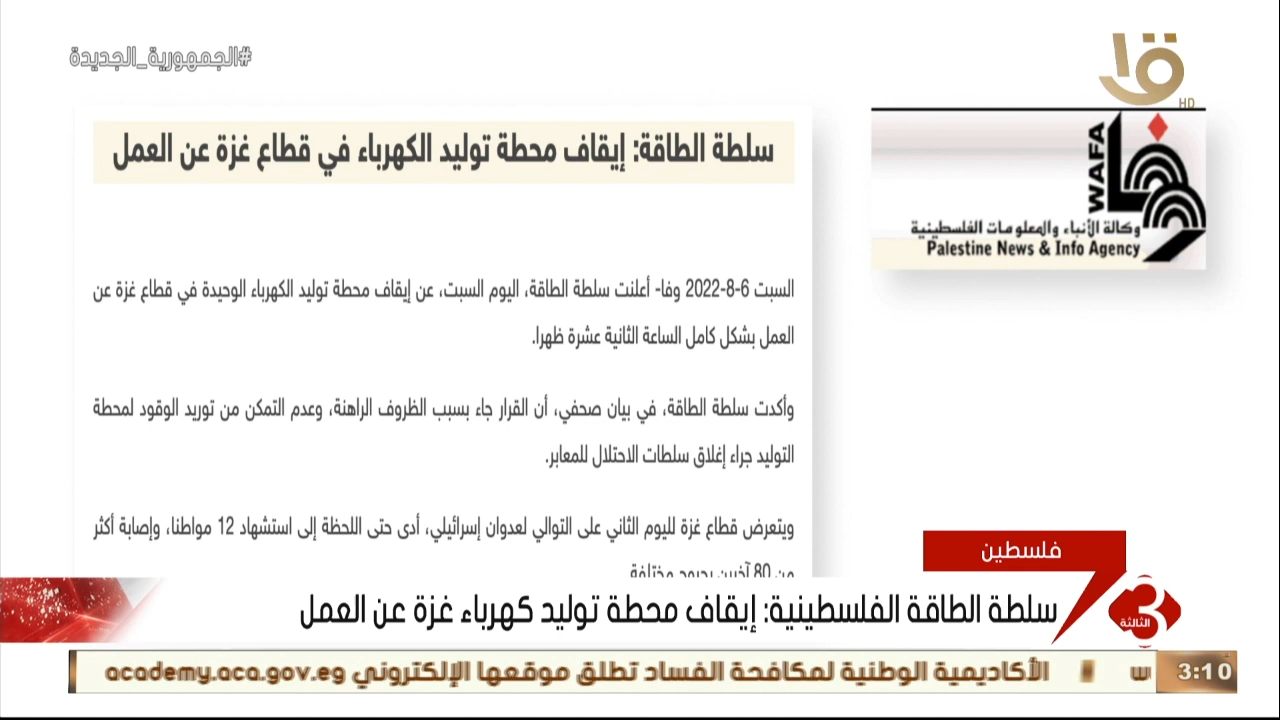 #الجمهورية_الجديدة
HD
سلطة الطاقة: إيقاف محطة توليد الكهرباء في قطاع غزة عن العمل
وفا
WAFA
وكالة الأنباء والمعلومات الفلسطينية
Palestine News & Info Agency
السبت 6-8-2022 وفا- أعلنت سلطة الطاقة، اليوم السبت، عن إيقاف محطة توليد الكهرباء الوحيدة في قطاع غزة عن
العمل بشكل كامل الساعة الثانية عشرة ظهرا.
وأكدت سلطة الطاقة، في بيان صحفي، أن القرار جاء بسبب الظروف الراهنة، وعدم التمكن من توريد الوقود لمحطة
التوليد جراء إغلاق سلطات الاحتلال للمعابر.
ويتعرض قطاع غزة لليوم الثاني على التوالي لعدوان إسرائيلي، أدى حتى اللحظة إلى استشهاد 12 مواطنا، وإصابة أكثر
من 80 آخرين بجروح مختلفة
فلسطين
سلطة الطاقة الفلسطينية: إيقاف محطة توليد كهرباء غزة عن العمل
3 الثالثة
الأكاديمية الوطنية لمكافحة الفساد تطلق موقعها الإلكتروني academy.aca.gov.eg
3:10